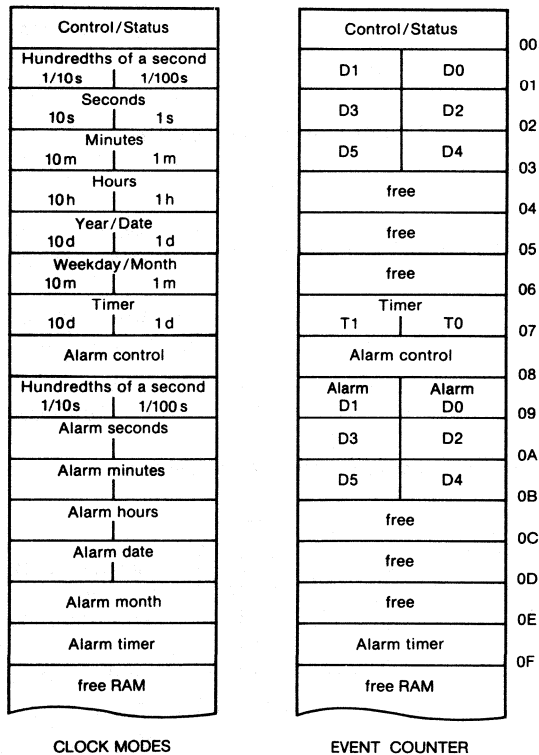 Control/Status
Hundredths of a second
1/10s 1/100s
Seconds
10s 1s
Minutes
10m 1m
Hours
10h 1h
Year/Date
10d 1d
Weekday/Month
10m 1m
Timer
10d 1d
Alarm control
Hundredths of a second
1/10s 1/100s
Alarm seconds
Alarm minutes
Alarm hours
Alarm date
Alarm month
Alarm timer
free RAM
CLOCK MODES
Control/Status
00
D1 D0
01
D3 D2
02
D5 D4
03
free
04
free
05
free
06
Timer
T1 T0
07
Alarm control
08
Alarm Alarm
D1 D0
09
D3 D2
0A
D5 D4
0B
free
0C
free
0D
free
0E
Alarm timer
0F
free RAM
EVENT COUNTER